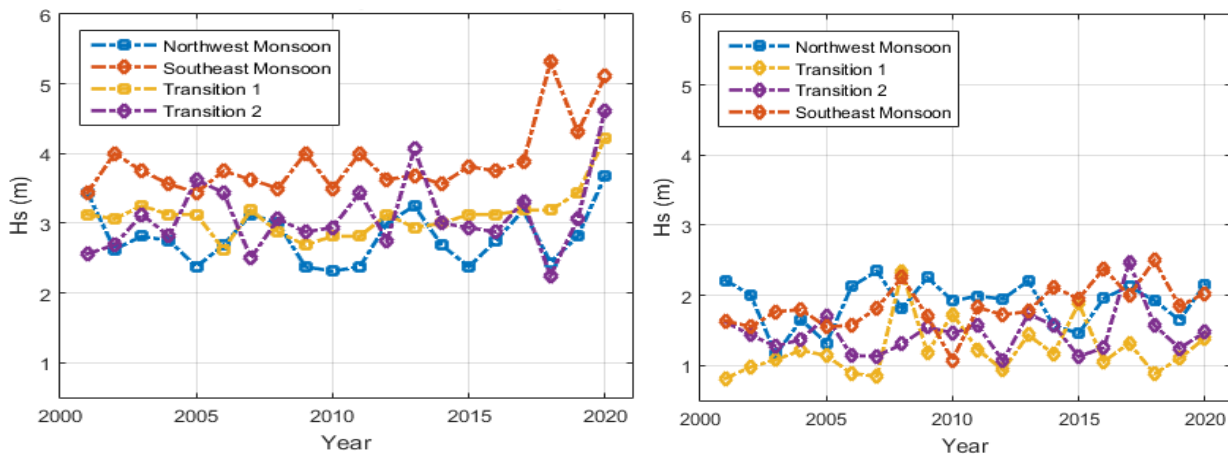 6
5
4
3
2
1
Hs (m)
Northwest Monsoon
Southeast Monsoon
Transition 1
Transition 2
2000 2005 2010 2015 2020
Year
6
5
4
3
2
1
Hs (m)
Northwest Monsoon
Transition 1
Transition 2
Southeast Monsoon
2000 2005 2010 2015 2020
Year